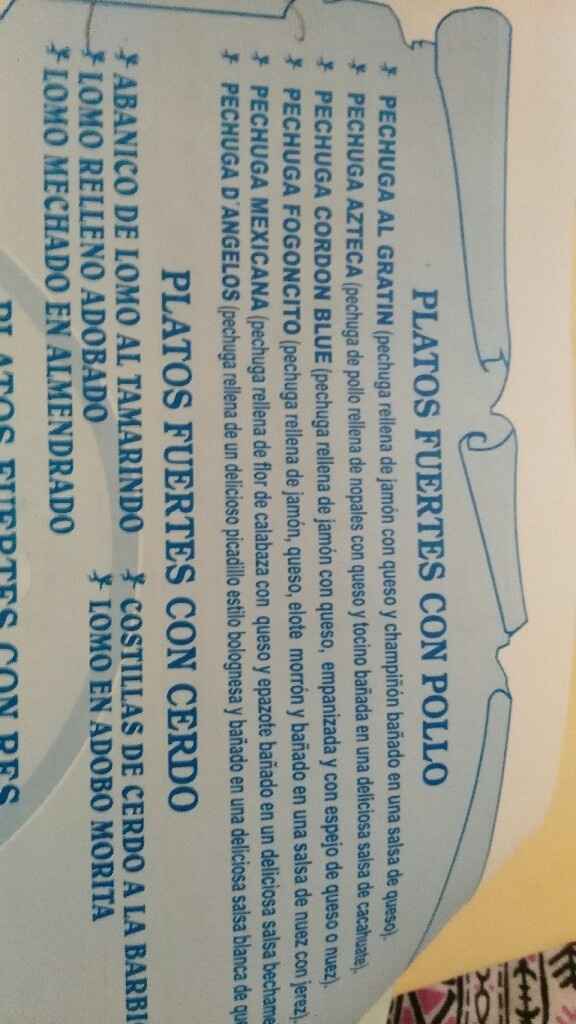 PLATOS FUERTES CON POLLO
PECHUGA AL GRATIN (pechuga rellena de jamón con queso y champiñón bañado en una salsa de queso).
PECHUGA AZTECA (pechuga de pollo rellena de nopales con queso y tocino bañada en una deliciosa salsa de cacahuate).
PECHUGA CORDON BLUE (pechuga rellena de jamón con queso, empanizada y con espejo de queso o nuez).
PECHUGA FOGONCITO (pechuga rellena de jamón, queso, elote morrón y bañado en una salsa de nuez con jerez).
PECHUGA MEXICANA (pechuga rellena de flor de calabaza con queso y epazote bañado en un deliciosa salsa bechame
PECHUGA D´ANGELOS (pechuga rellena de un delicioso picadillo estilo bolognesa y bañado en una deliciosa salsa blanca de que
PLATOS FUERTES CON CERDO
ABANICO DE LOMO AL TAMARINDO COSTILLAS DE CERDO A LA BARBI
LOMO RELLENO ADOBADO LOMO EN ADOBO MORITA
LOMO MECHADO EN ALMENDRADO
PLATOS FUERTES CON RES